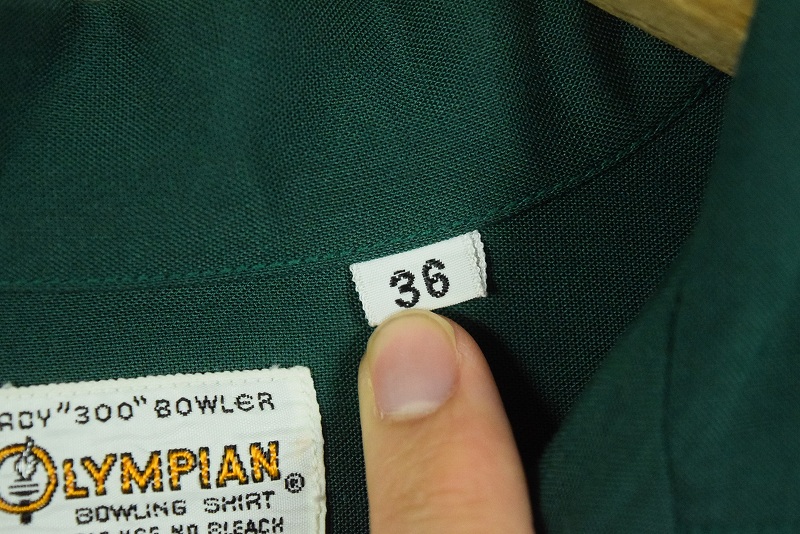 36
"300" BOWLER
OLYMPIAN®
BOWLING SHIRT
NO BLEACH